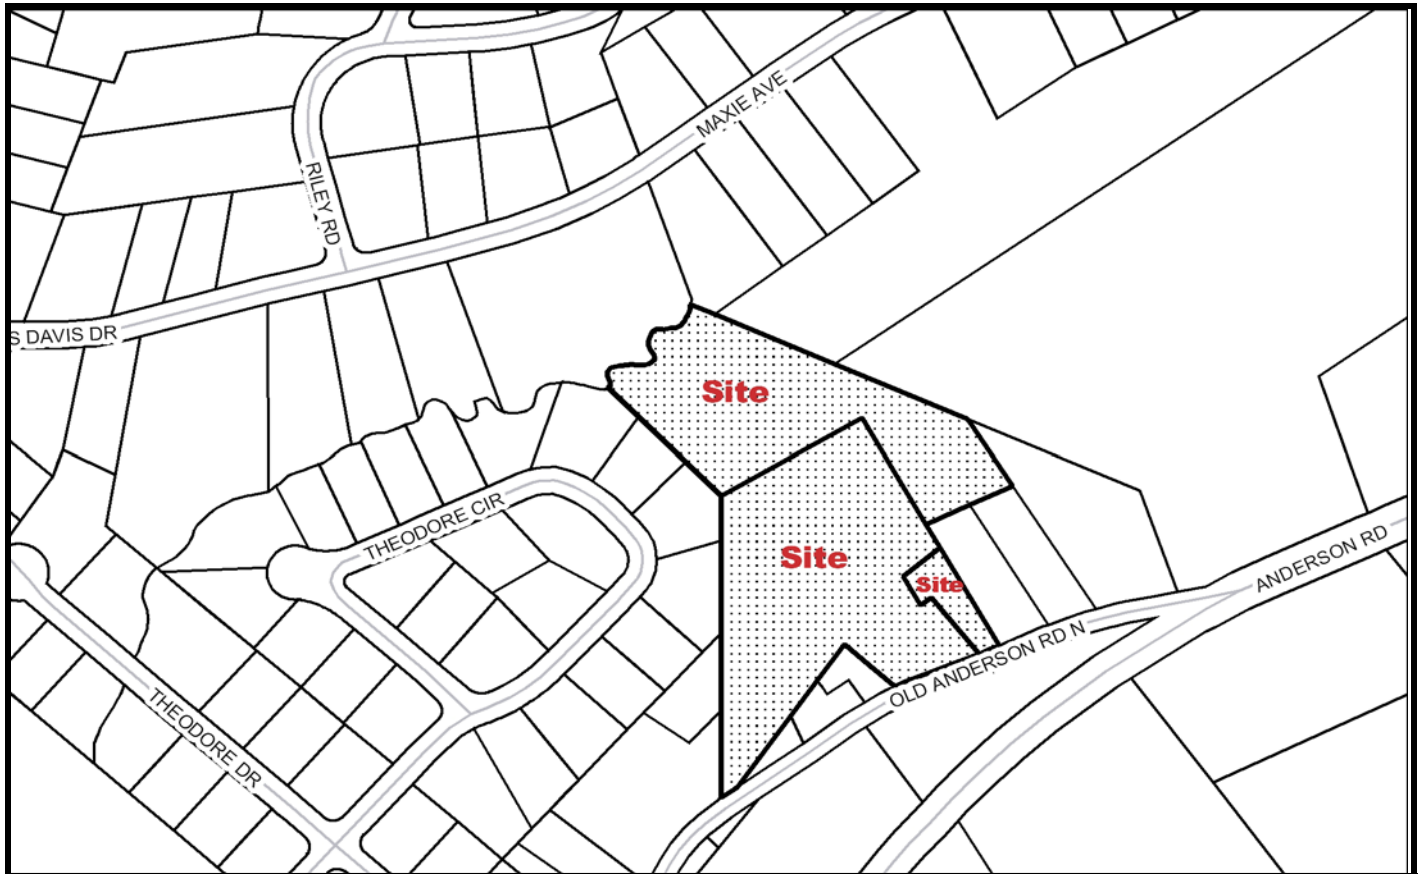 MAXIE AVE
RILEY RD
S DAVIS DR
Site
THEODORE CIR
Site
ANDERSON RD
Site
OLD ANDERSON RD N
THEODORE DR